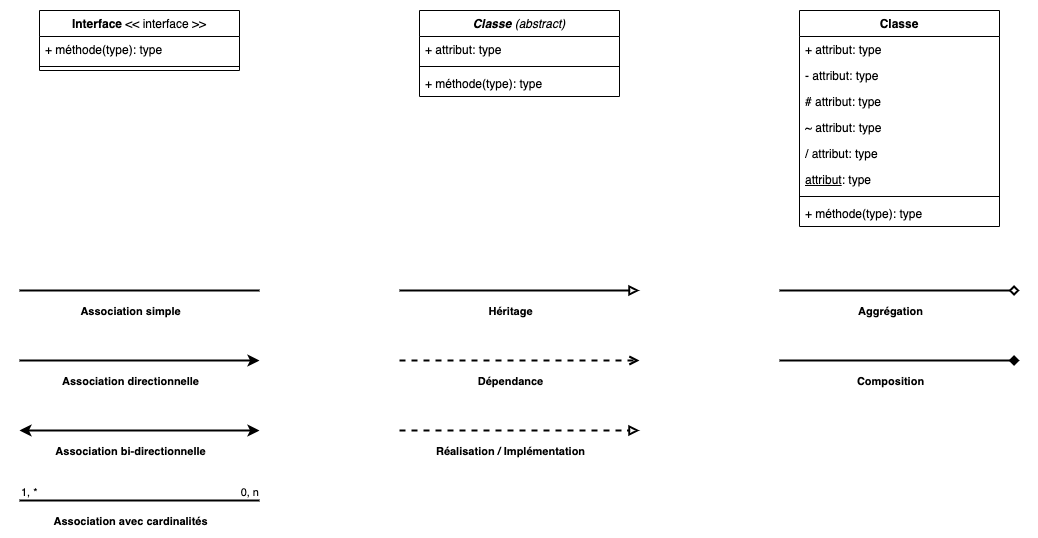 Interface << interface >>
+ méthode(type): type
Classe (abstract)
+ attribut: type
+ méthode(type): type
Classe
+ attribut: type
- attribut: type
# attribut: type
~ attribut: type
/ attribut: type
attribut: type
+ méthode(type): type
Association simple
Héritage
Aggrégation
Association directionnelle
Dépendance
Composition
Association bi-directionnelle
Réalisation / Implémentation
1, *
0, n
Association avec cardinalités